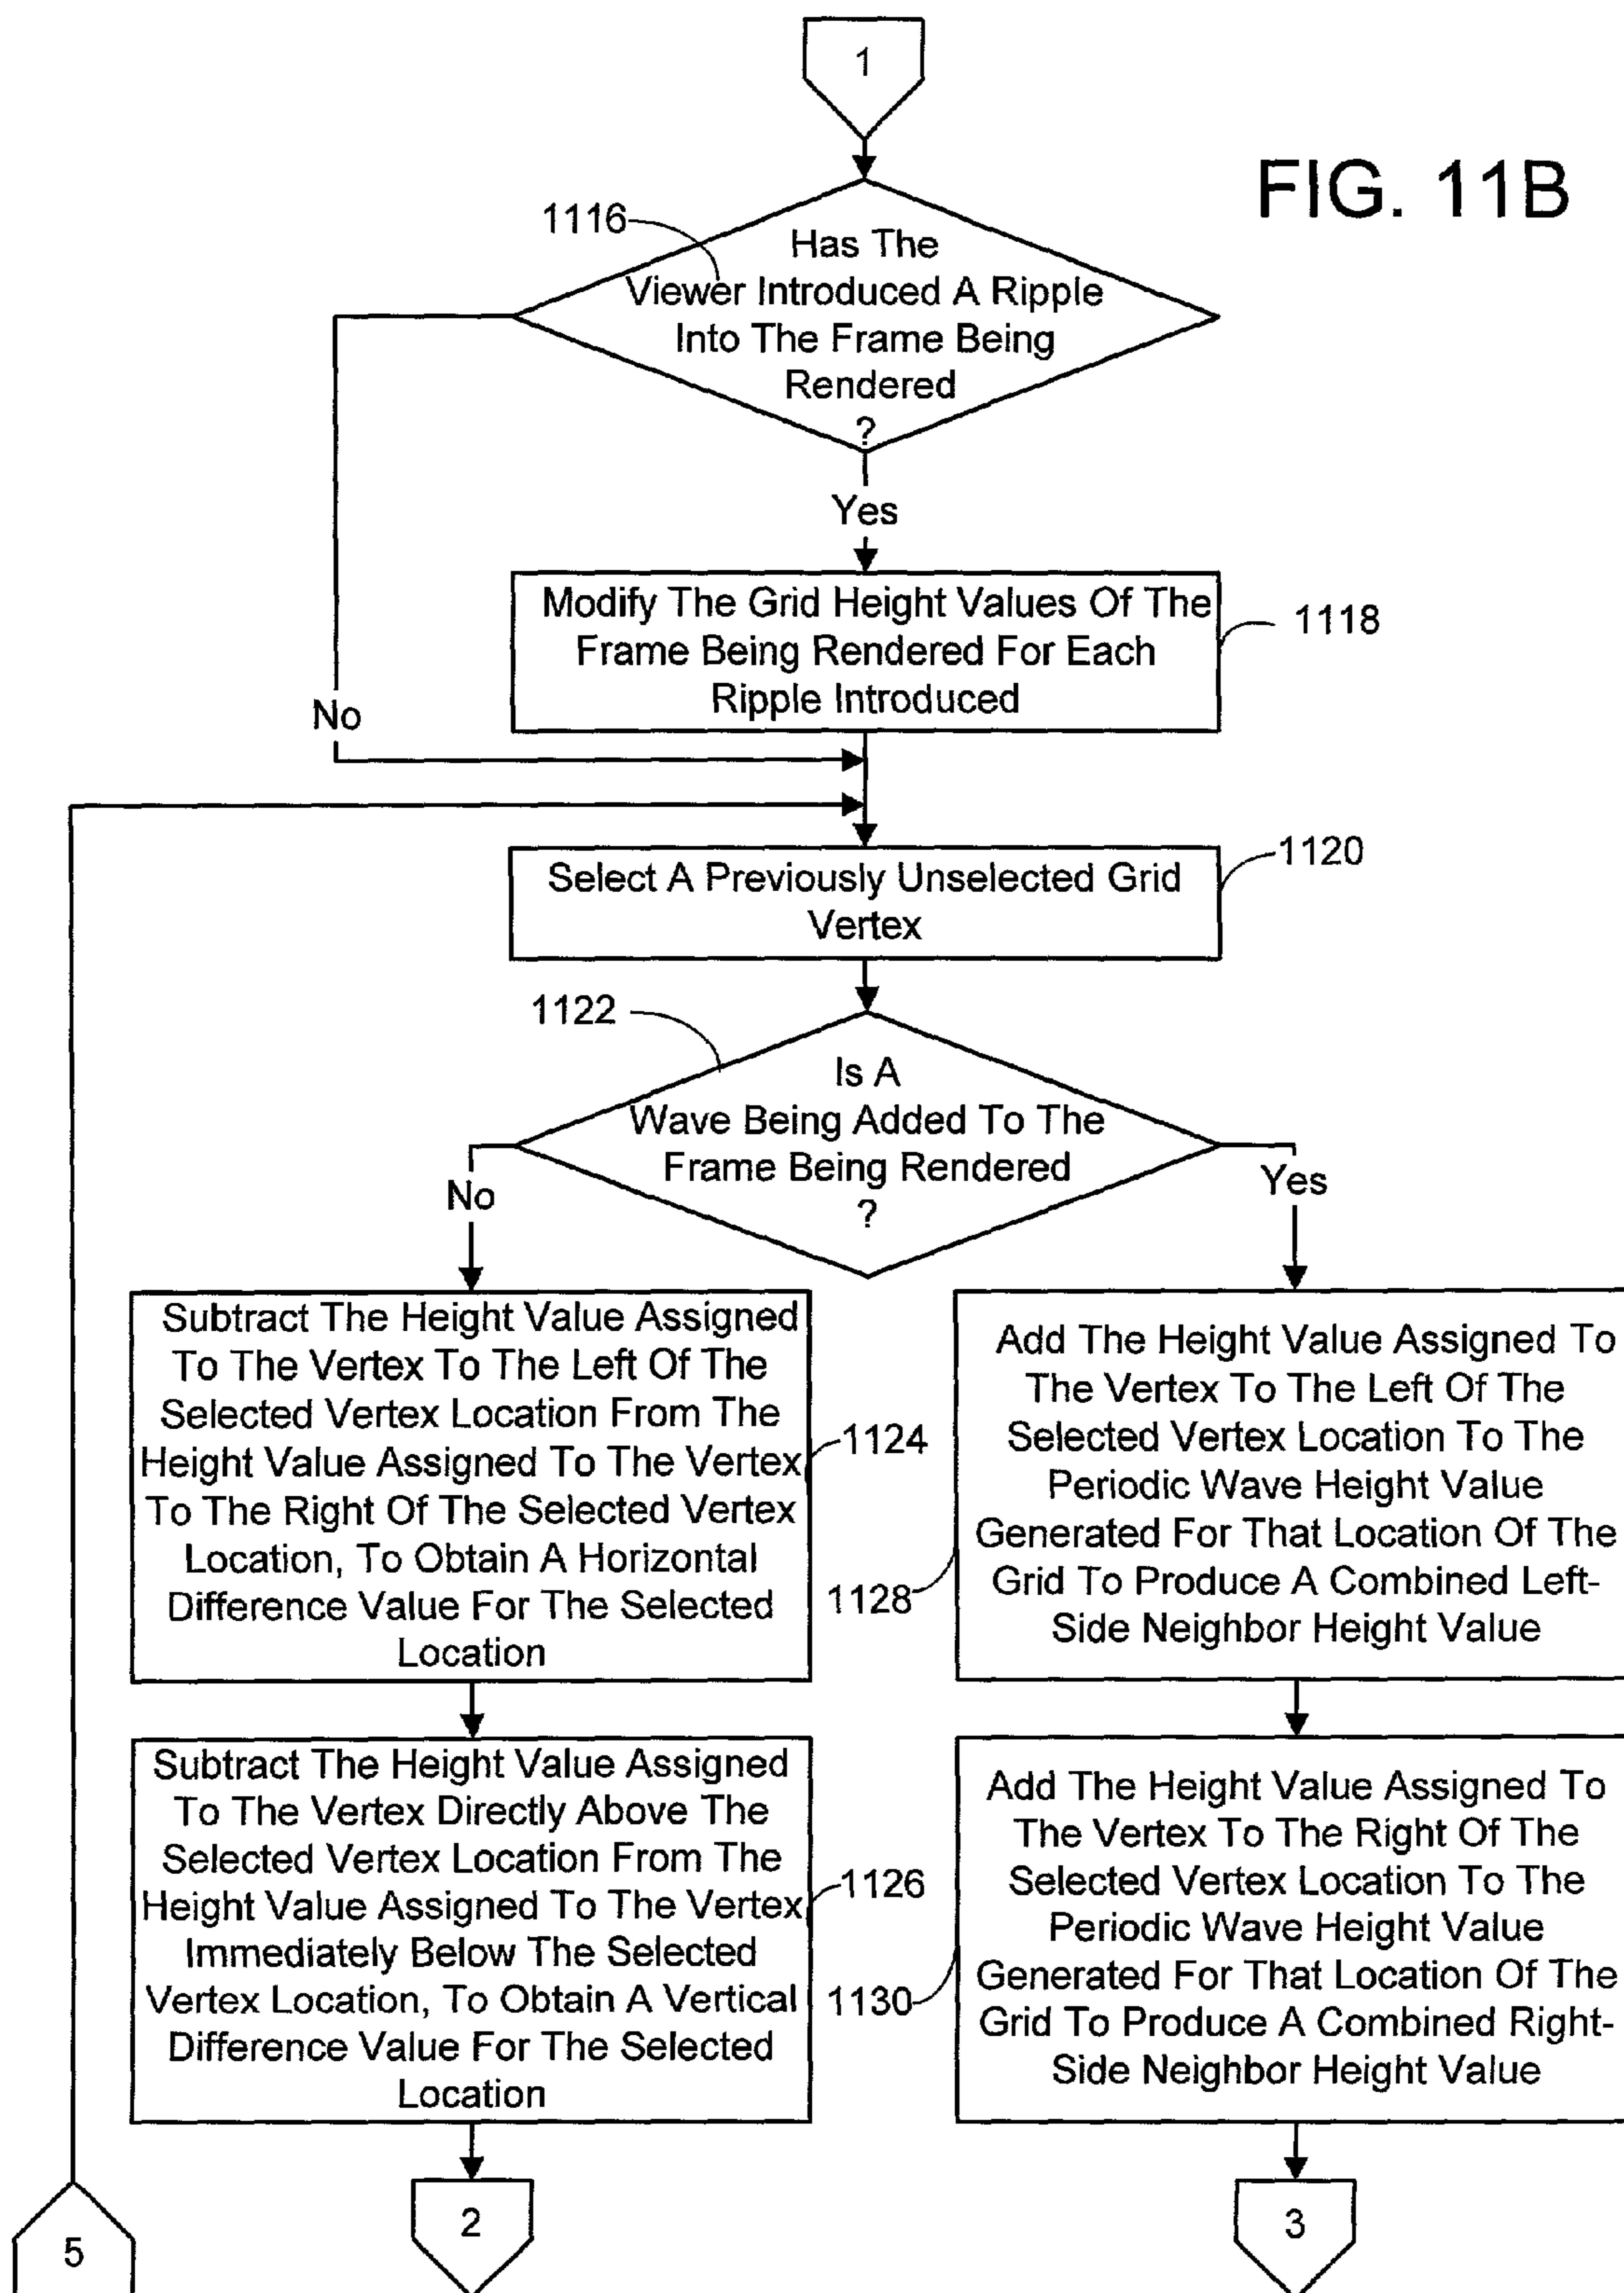 1
FIG. 11B
1116
Has The
Viewer Introduced A Ripple
Into The Frame Being
Rendered
?
Yes
Modify The Grid Height Values Of The
Frame Being Rendered For Each
Ripple Introduced
1118
No
Select A Previously Unselected Grid
Vertex
1120
1122
Is A
Wave Being Added To The
Frame Being Rendered
?
No
Yes
Subtract The Height Value Assigned
To The Vertex To The Left Of The
Selected Vertex Location From The
Height Value Assigned To The Vertex
To The Right Of The Selected Vertex
Location, To Obtain A Horizontal
Difference Value For The Selected
Location
1124
Add The Height Value Assigned To
The Vertex To The Left Of The
Selected Vertex Location To The
Periodic Wave Height Value
Generated For That Location Of The
Grid To Produce A Combined Left-
Side Neighbor Height Value
1128
Subtract The Height Value Assigned
To The Vertex Directly Above The
Selected Vertex Location From The
Height Value Assigned To The Vertex
Immediately Below The Selected
Vertex Location, To Obtain A Vertical
Difference Value For The Selected
Location
1126
Add The Height Value Assigned To
The Vertex To The Right Of The
Selected Vertex Location To The
Periodic Wave Height Value
Generated For That Location Of The
Grid To Produce A Combined Right-
Side Neighbor Height Value
1130
5
2
3